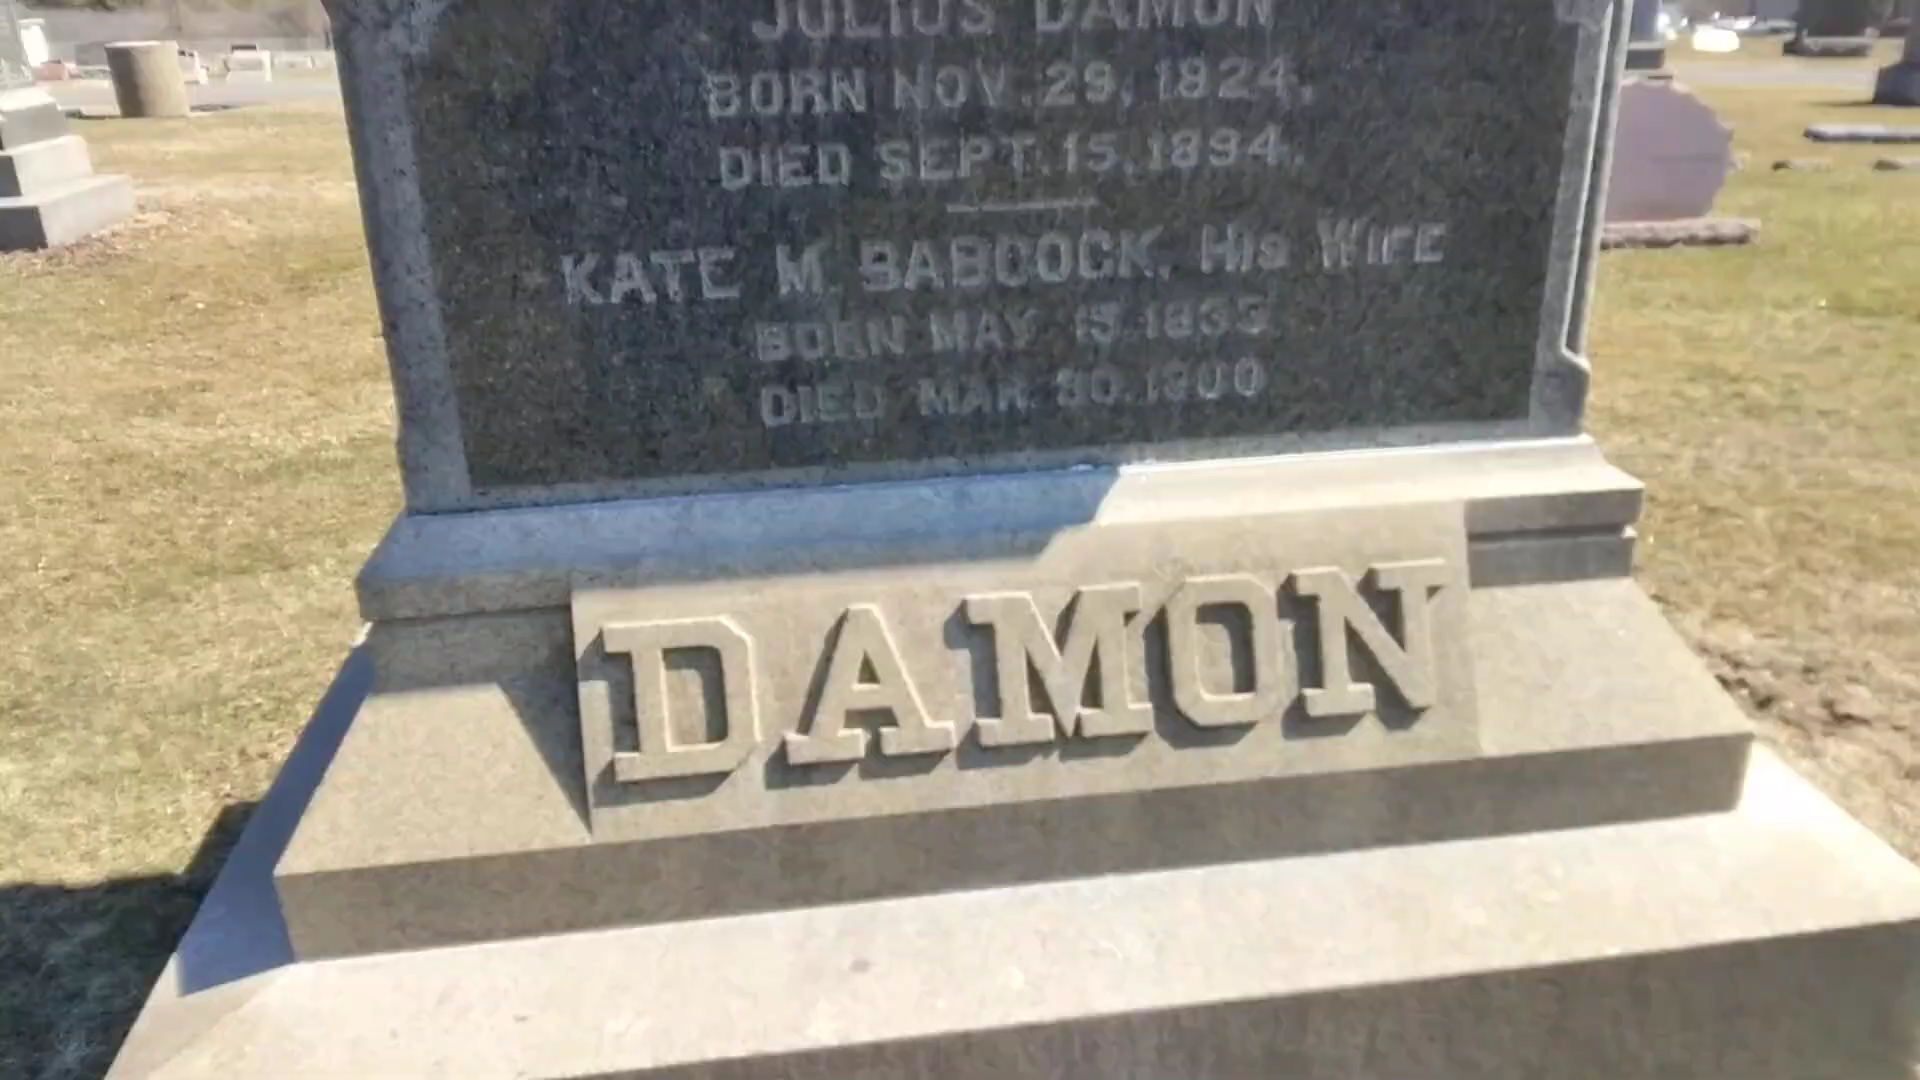 JULIUS DAMON
BORN NOV. 29, 1824.
DIED SEPT. 15, 1894.
KATE M. BABCOCK, HIS WIFE
BORN MAY 15, 1833
DIED MAR. 30, 1900
DAMON